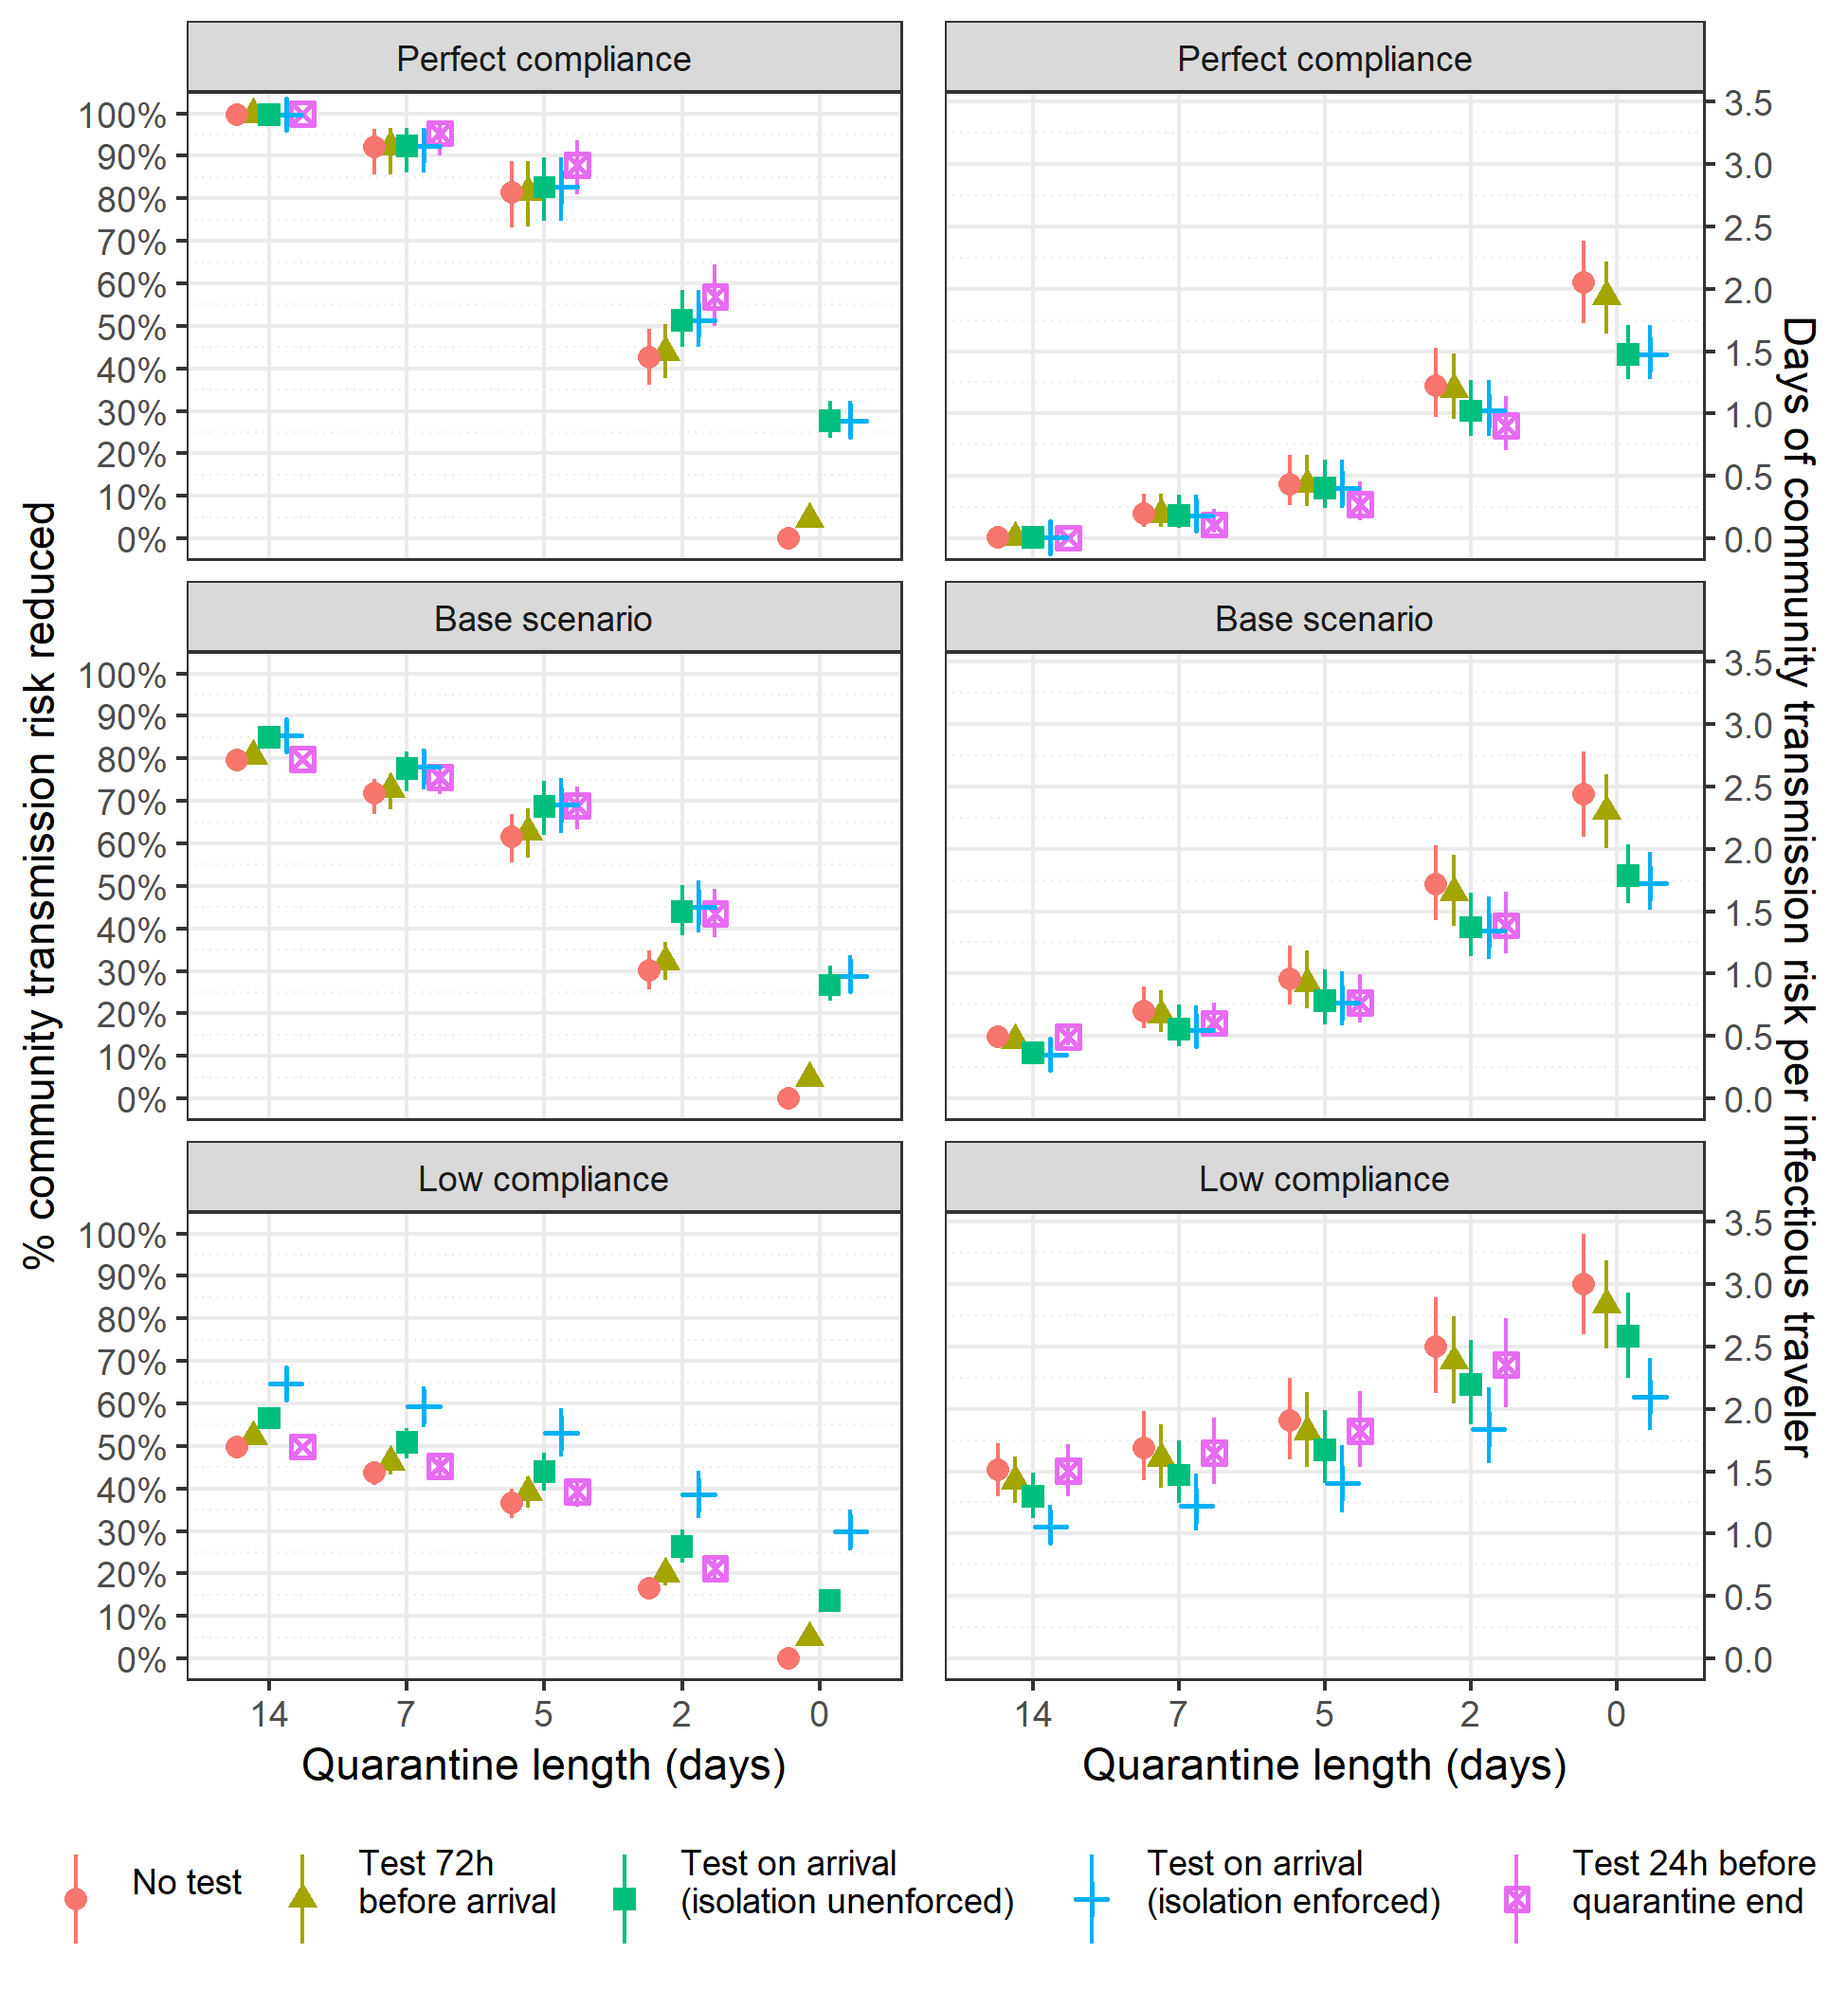 Perfect compliance
Perfect compliance
100%
90%
80%
70%
60%
50%
40%
30%
20%
10%
0%
3.5
3.0
2.5
2.0
1.5
1.0
0.5
0.0
Base scenario
Base scenario
100%
90%
80%
70%
60%
50%
40%
30%
20%
10%
0%
3.5
3.0
2.5
2.0
1.5
1.0
0.5
0.0
Low compliance
Low compliance
100%
90%
80%
70%
60%
50%
40%
30%
20%
10%
0%
3.5
3.0
2.5
2.0
1.5
1.0
0.5
0.0
% community transmission risk reduced
Days of community transmission risk per infectious traveler
14 7 5 2 0
14 7 5 2 0
Quarantine length (days)
Quarantine length (days)
No test
Test 72h
before arrival
Test on arrival
(isolation unenforced)
Test on arrival
(isolation enforced)
Test 24h before
quarantine end